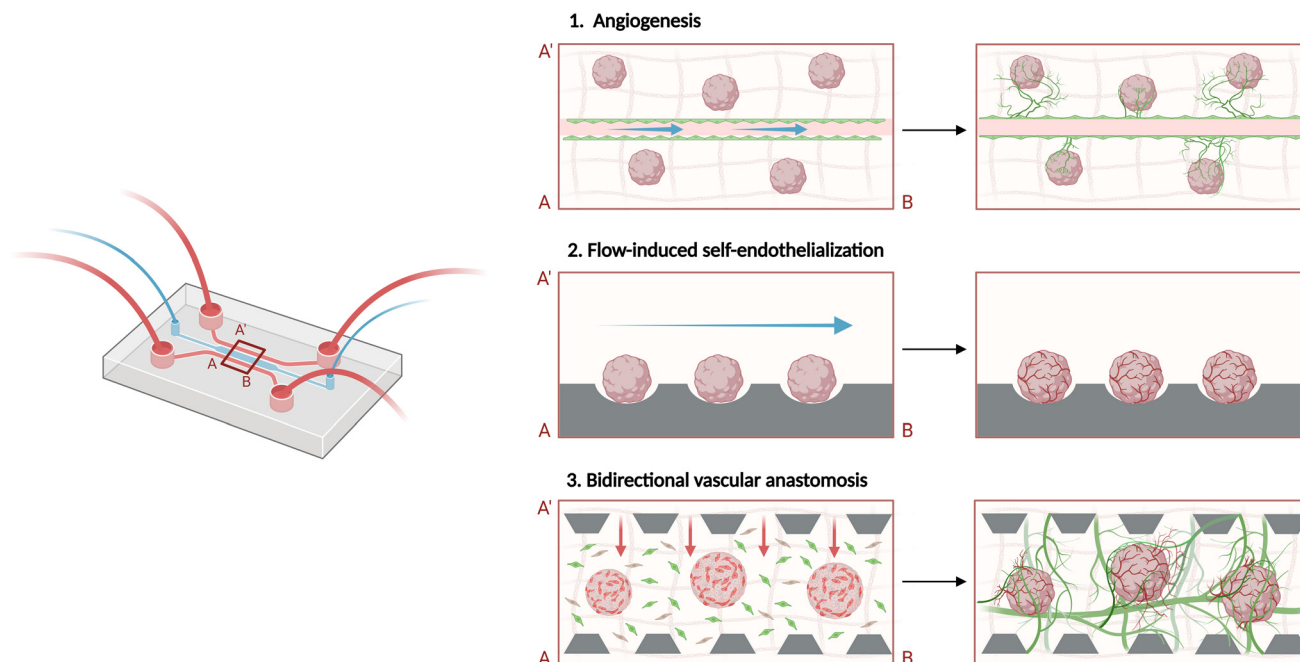 1. Angiogenesis
A'
A
B
2. Flow-induced self-endothelialization
A'
A
B
3. Bidirectional vascular anastomosis
A'
A
B
A'
A
B